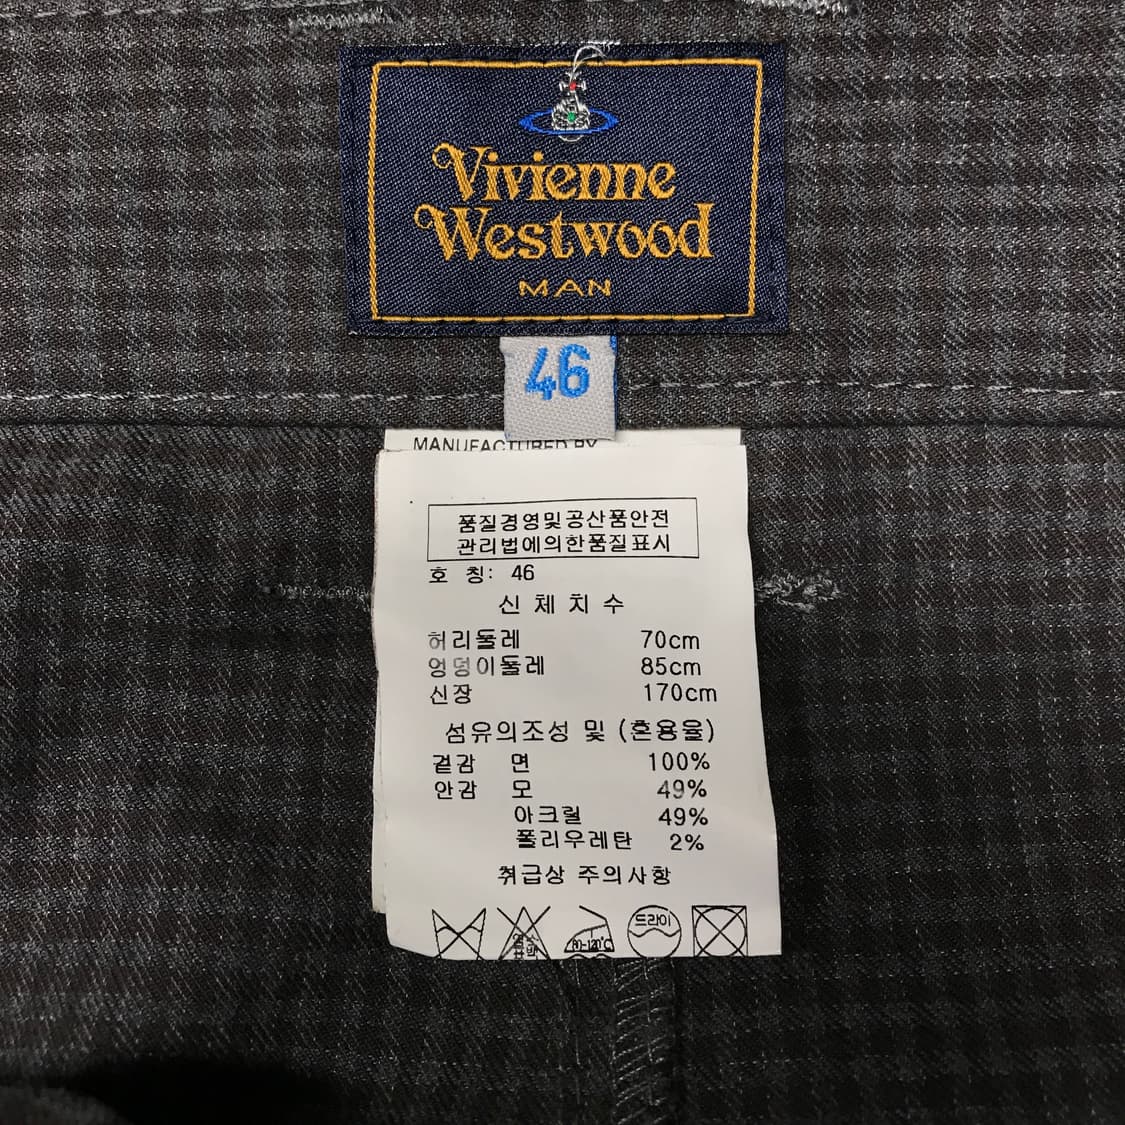 Vivienne
Westwood
MAN
46
MANUFACTURED BY
품질경영및공산품안전
관리법에의한품질표시
호 칭: 46
신 체 치 수
허리둘레 70cm
엉덩이둘레 85cm
신장 170cm
섬유의조성 및 (혼용율)
겉감 면 100%
안감 모 49%
아크릴 49%
폴리우레탄 2%
취급상 주의사항
80-120℃
드라이